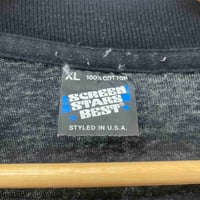 XL 100% COTTON
SCREEN
STARS
BEST
STYLED IN U.S.A.